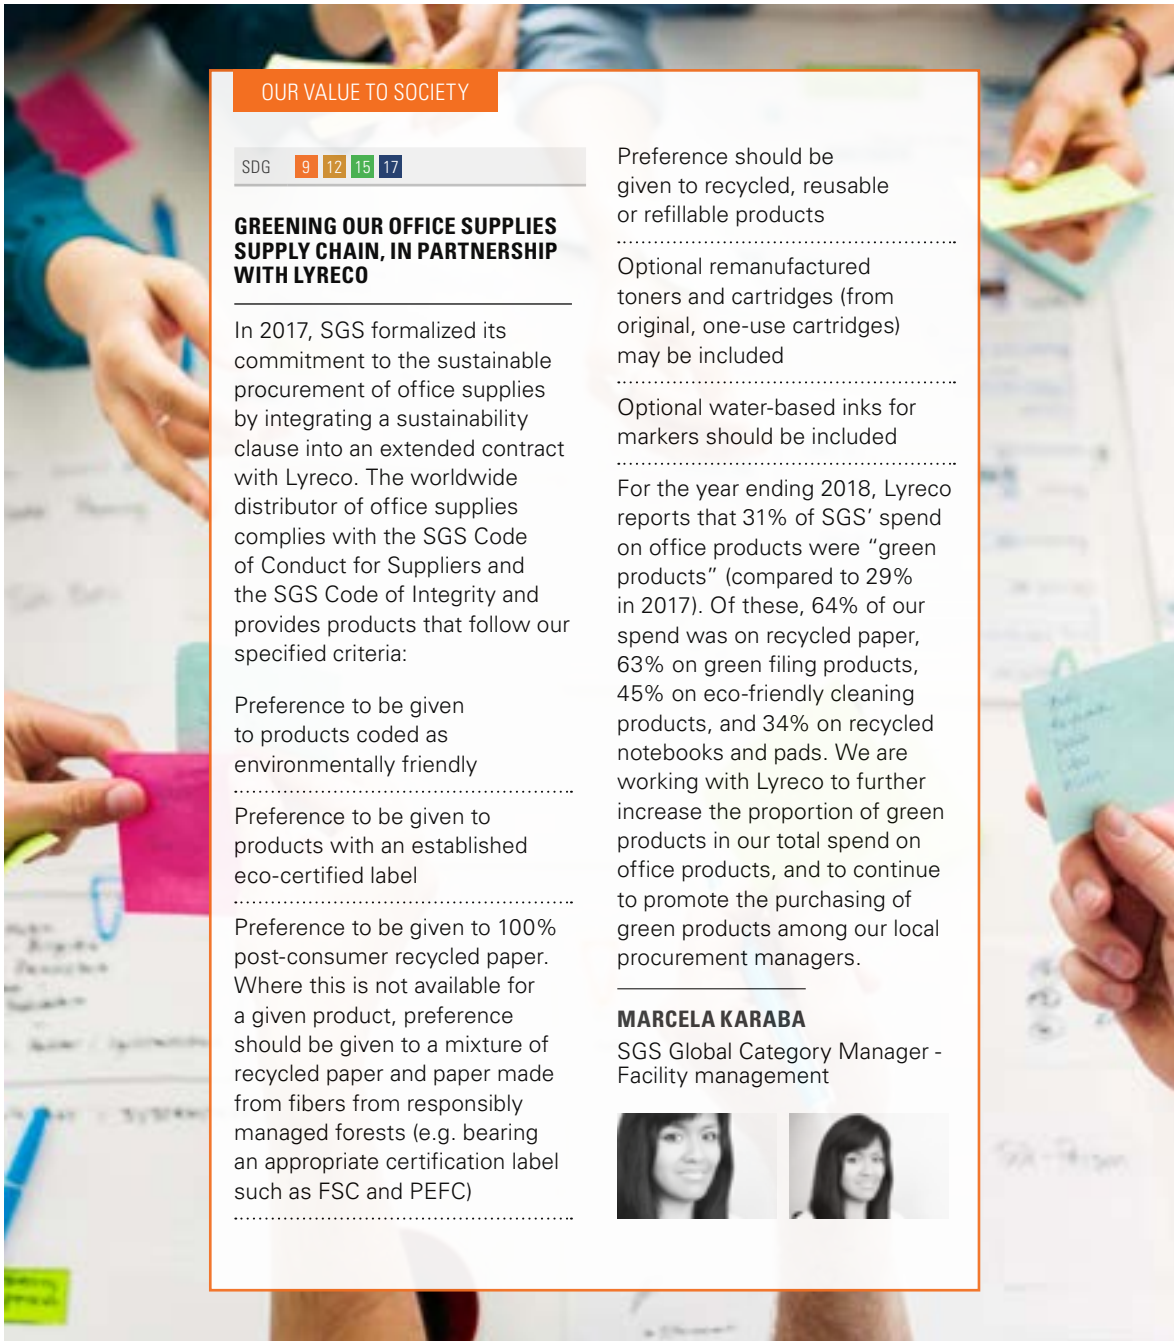 OUR VALUE TO SOCIETY
SDG 9 12 15 17
GREENING OUR OFFICE SUPPLIES
SUPPLY CHAIN, IN PARTNERSHIP
WITH LYRECO
In 2017, SGS formalized its
commitment to the sustainable
procurement of office supplies
by integrating a sustainability
clause into an extended contract
with Lyreco. The worldwide
distributor of office supplies
complies with the SGS Code
of Conduct for Suppliers and
the SGS Code of Integrity and
provides products that follow our
specified criteria:
Preference to be given
to products coded as
environmentally friendly
Preference to be given to
products with an established
eco-certified label
Preference to be given to 100%
post-consumer recycled paper.
Where this is not available for
a given product, preference
should be given to a mixture of
recycled paper and paper made
from fibers from responsibly
managed forests (e.g. bearing
an appropriate certification label
such as FSC and PEFC)
Preference should be
given to recycled, reusable
or refillable products
Optional remanufactured
toners and cartridges (from
original, one-use cartridges)
may be included
Optional water-based inks for
markers should be included
For the year ending 2018, Lyreco
reports that 31% of SGS’ spend
on office products were “green
products” (compared to 29%
in 2017). Of these, 64% of our
spend was on recycled paper,
63% on green filing products,
45% on eco-friendly cleaning
products, and 34% on recycled
notebooks and pads. We are
working with Lyreco to further
increase the proportion of green
products in our total spend on
office products, and to continue
to promote the purchasing of
green products among our local
procurement managers.
MARCELA KARABA
SGS Global Category Manager -
Facility management